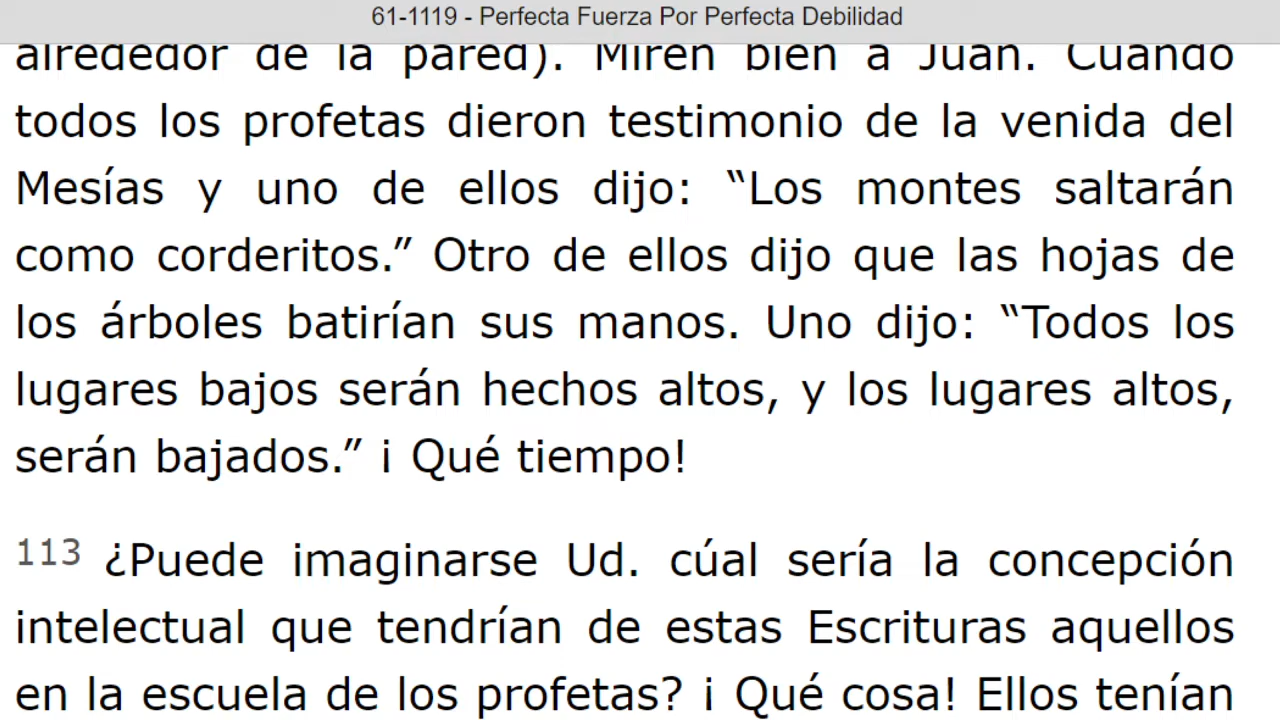 61-1119 - Perfecta Fuerza Por Perfecta Debilidad
alrededor de la pared). Miren bien a Juan. Cuando
todos los profetas dieron testimonio de la venida del
Mesías y uno de ellos dijo: “Los montes saltarán
como corderitos.” Otro de ellos dijo que las hojas de
los árboles batirían sus manos. Uno dijo: “Todos los
lugares bajos serán hechos altos, y los lugares altos,
serán bajados.” ¡ Qué tiempo!
113 ¿Puede imaginarse Ud. cúal sería la concepción
intelectual que tendrían de estas Escrituras aquellos
en la escuela de los profetas? ¡ Qué cosa! Ellos tenían